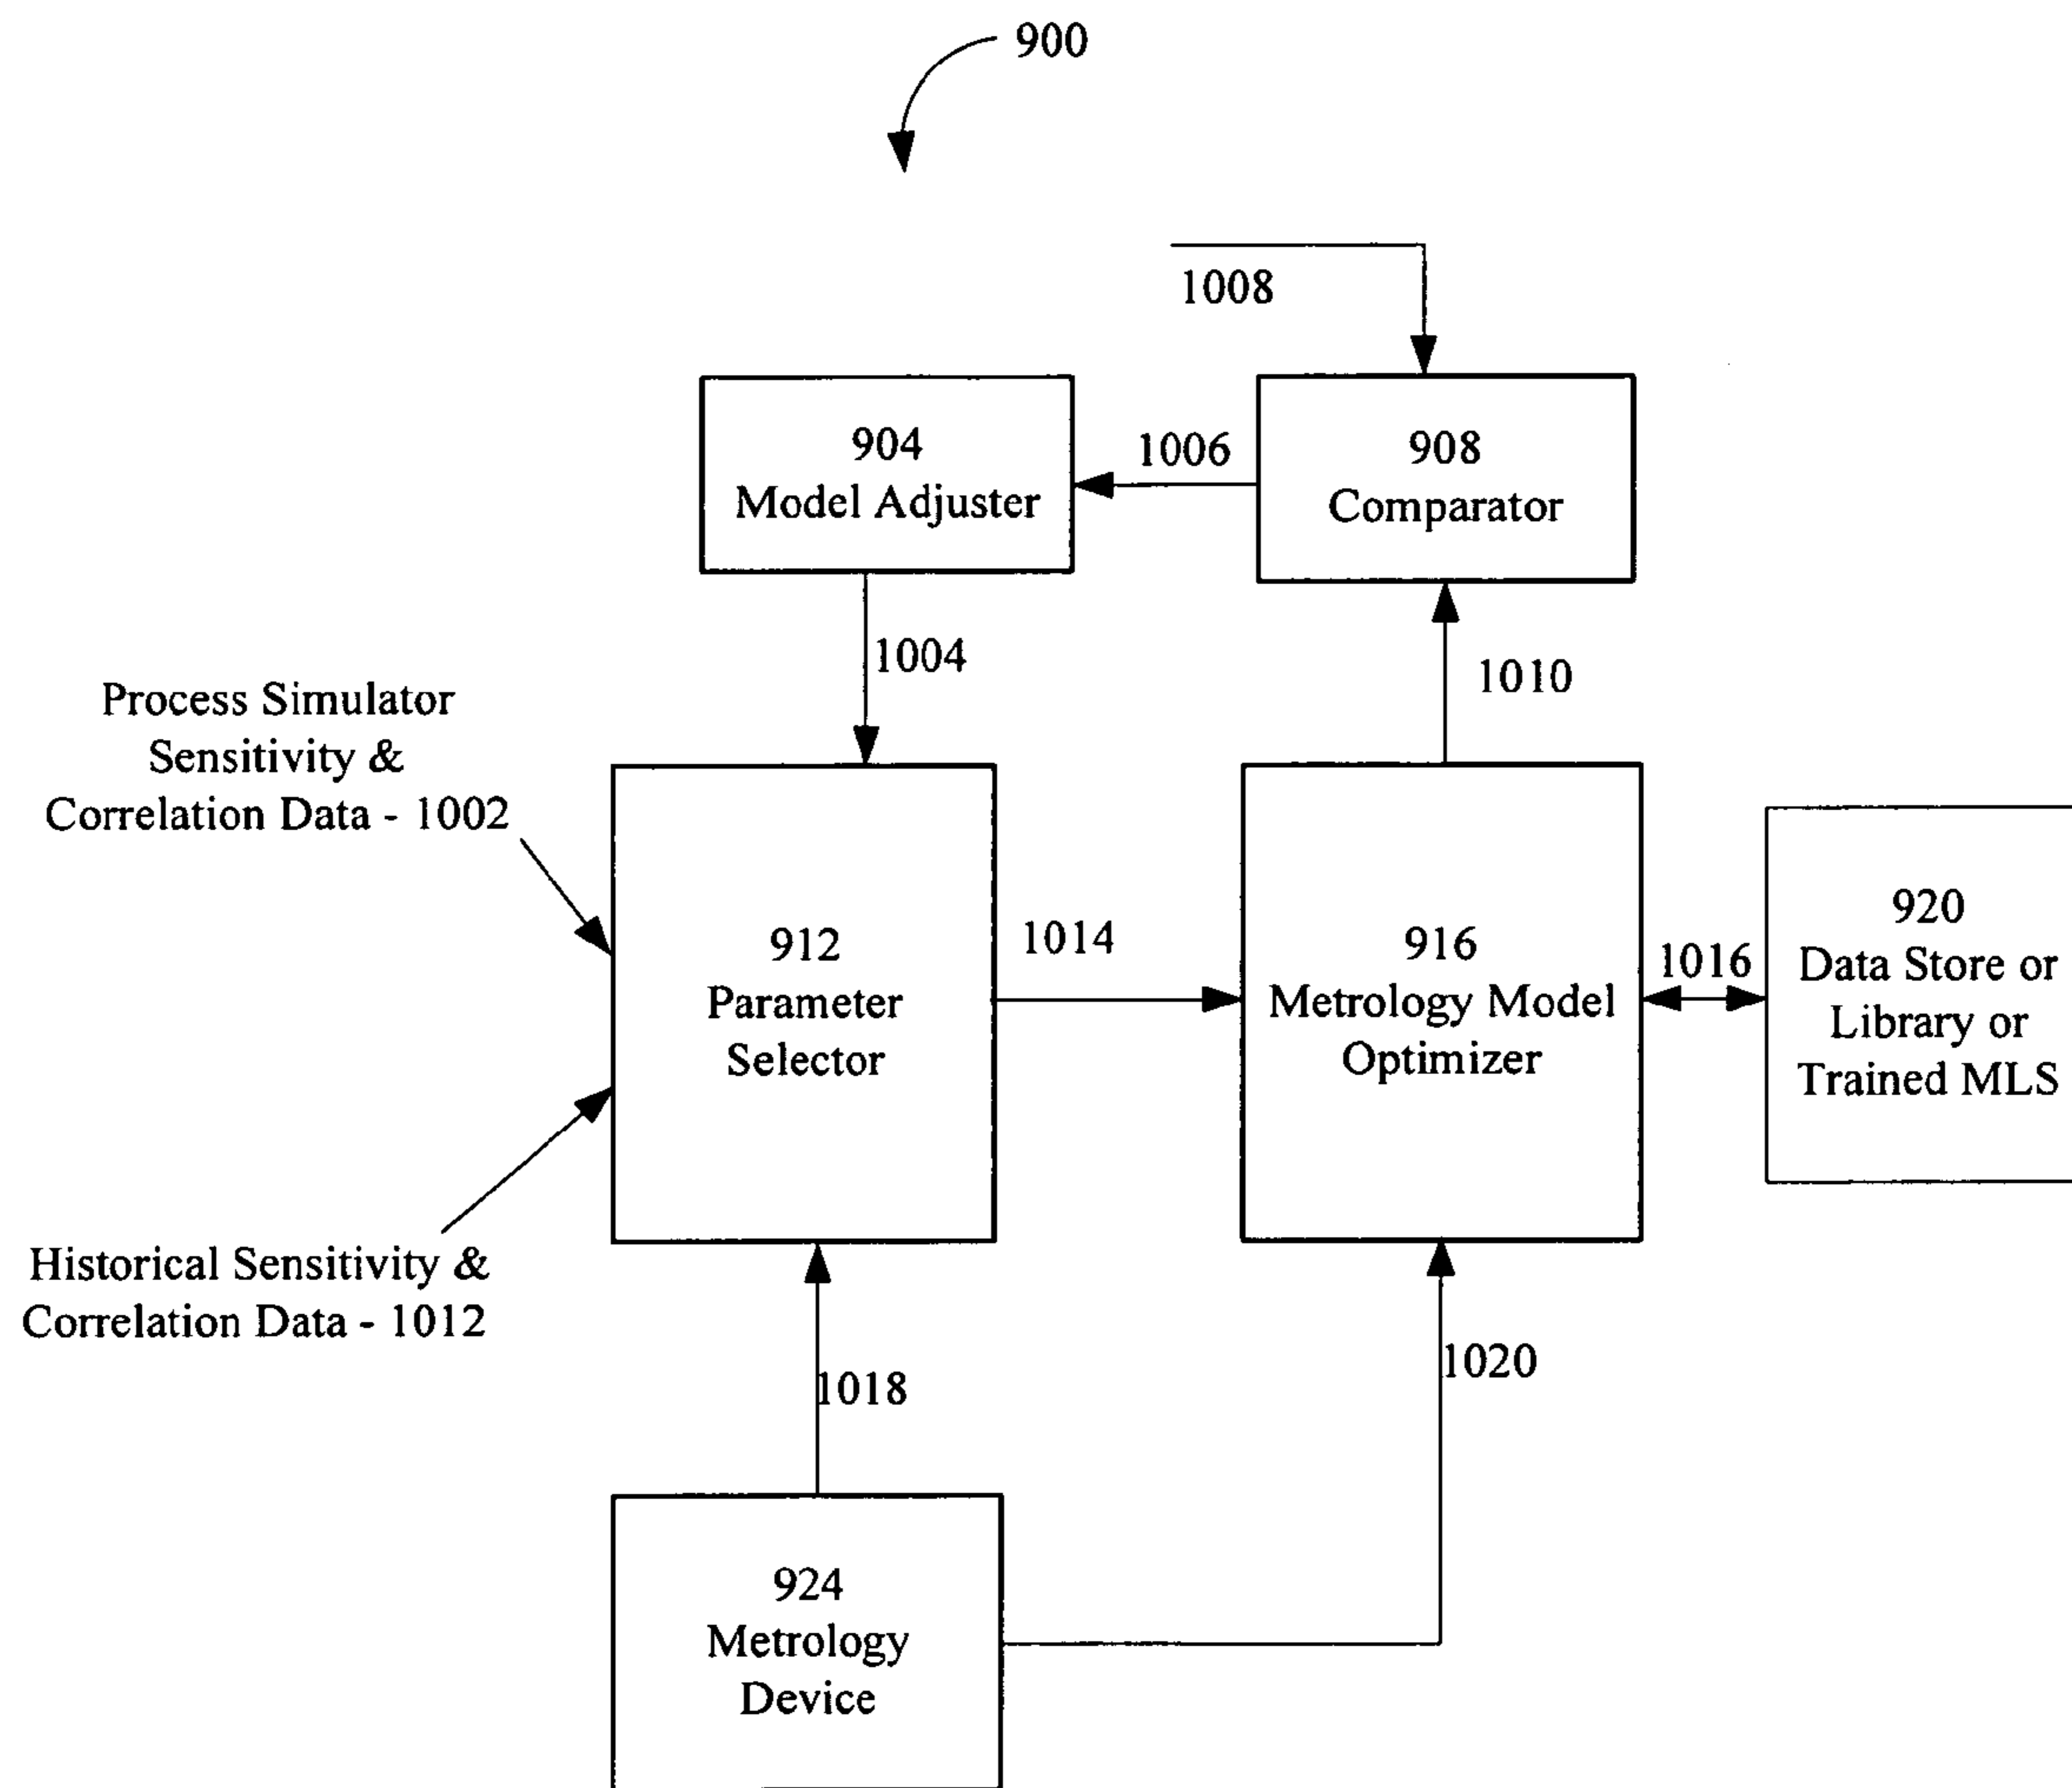 900
1008
904
Model Adjuster
1006
908
Comparator
1004
1010
Process Simulator
Sensitivity &
Correlation Data - 1002
912
Parameter
Selector
1014
916
Metrology Model
Optimizer
1016
920
Data Store or
Library or
Trained MLS
Historical Sensitivity &
Correlation Data - 1012
1018
1020
924
Metrology
Device